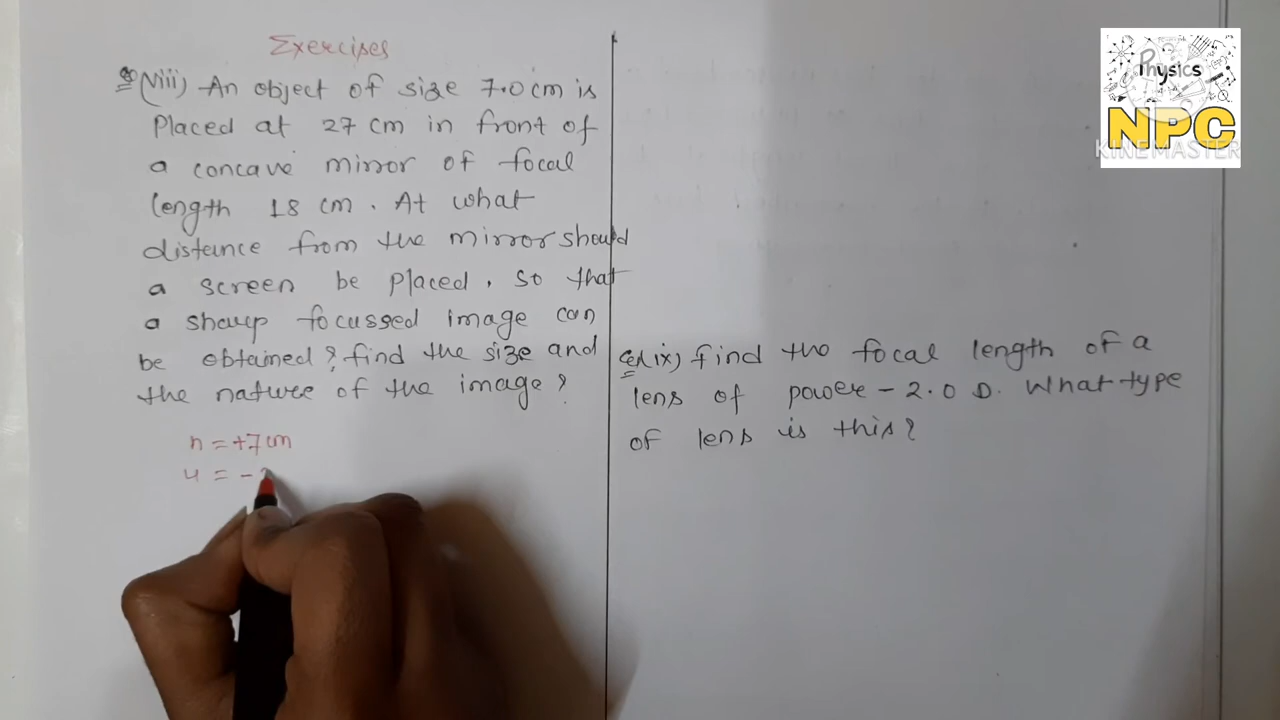 Exercises
Q (viii) An object of size 7.0 cm is
Placed at 27 cm in front of
a concave mirror of focal
length 18 cm. At what
distance from the mirror should
a screen be placed, so that
a sharp focussed image can
be obtained? find the size and
the nature of the image?
h = +7 cm
u = -2
Q (ix) find the focal length of a
lens of power -2.0 D. What type
of lens is this?
Physics
NPC
KINEMASTER